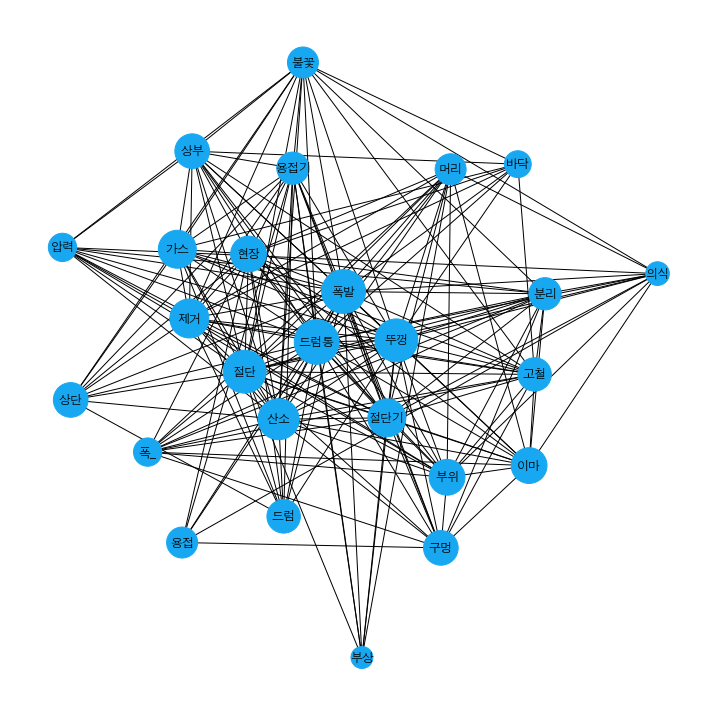 불꽃
상부
용접기
머리
바닥
압력
가스
현장
의식
폭발
분리
제거
드럼통
뚜껑
절단
고철
상단
산소
절단기
폭_
부위
이마
드럼
용접
구멍
부상